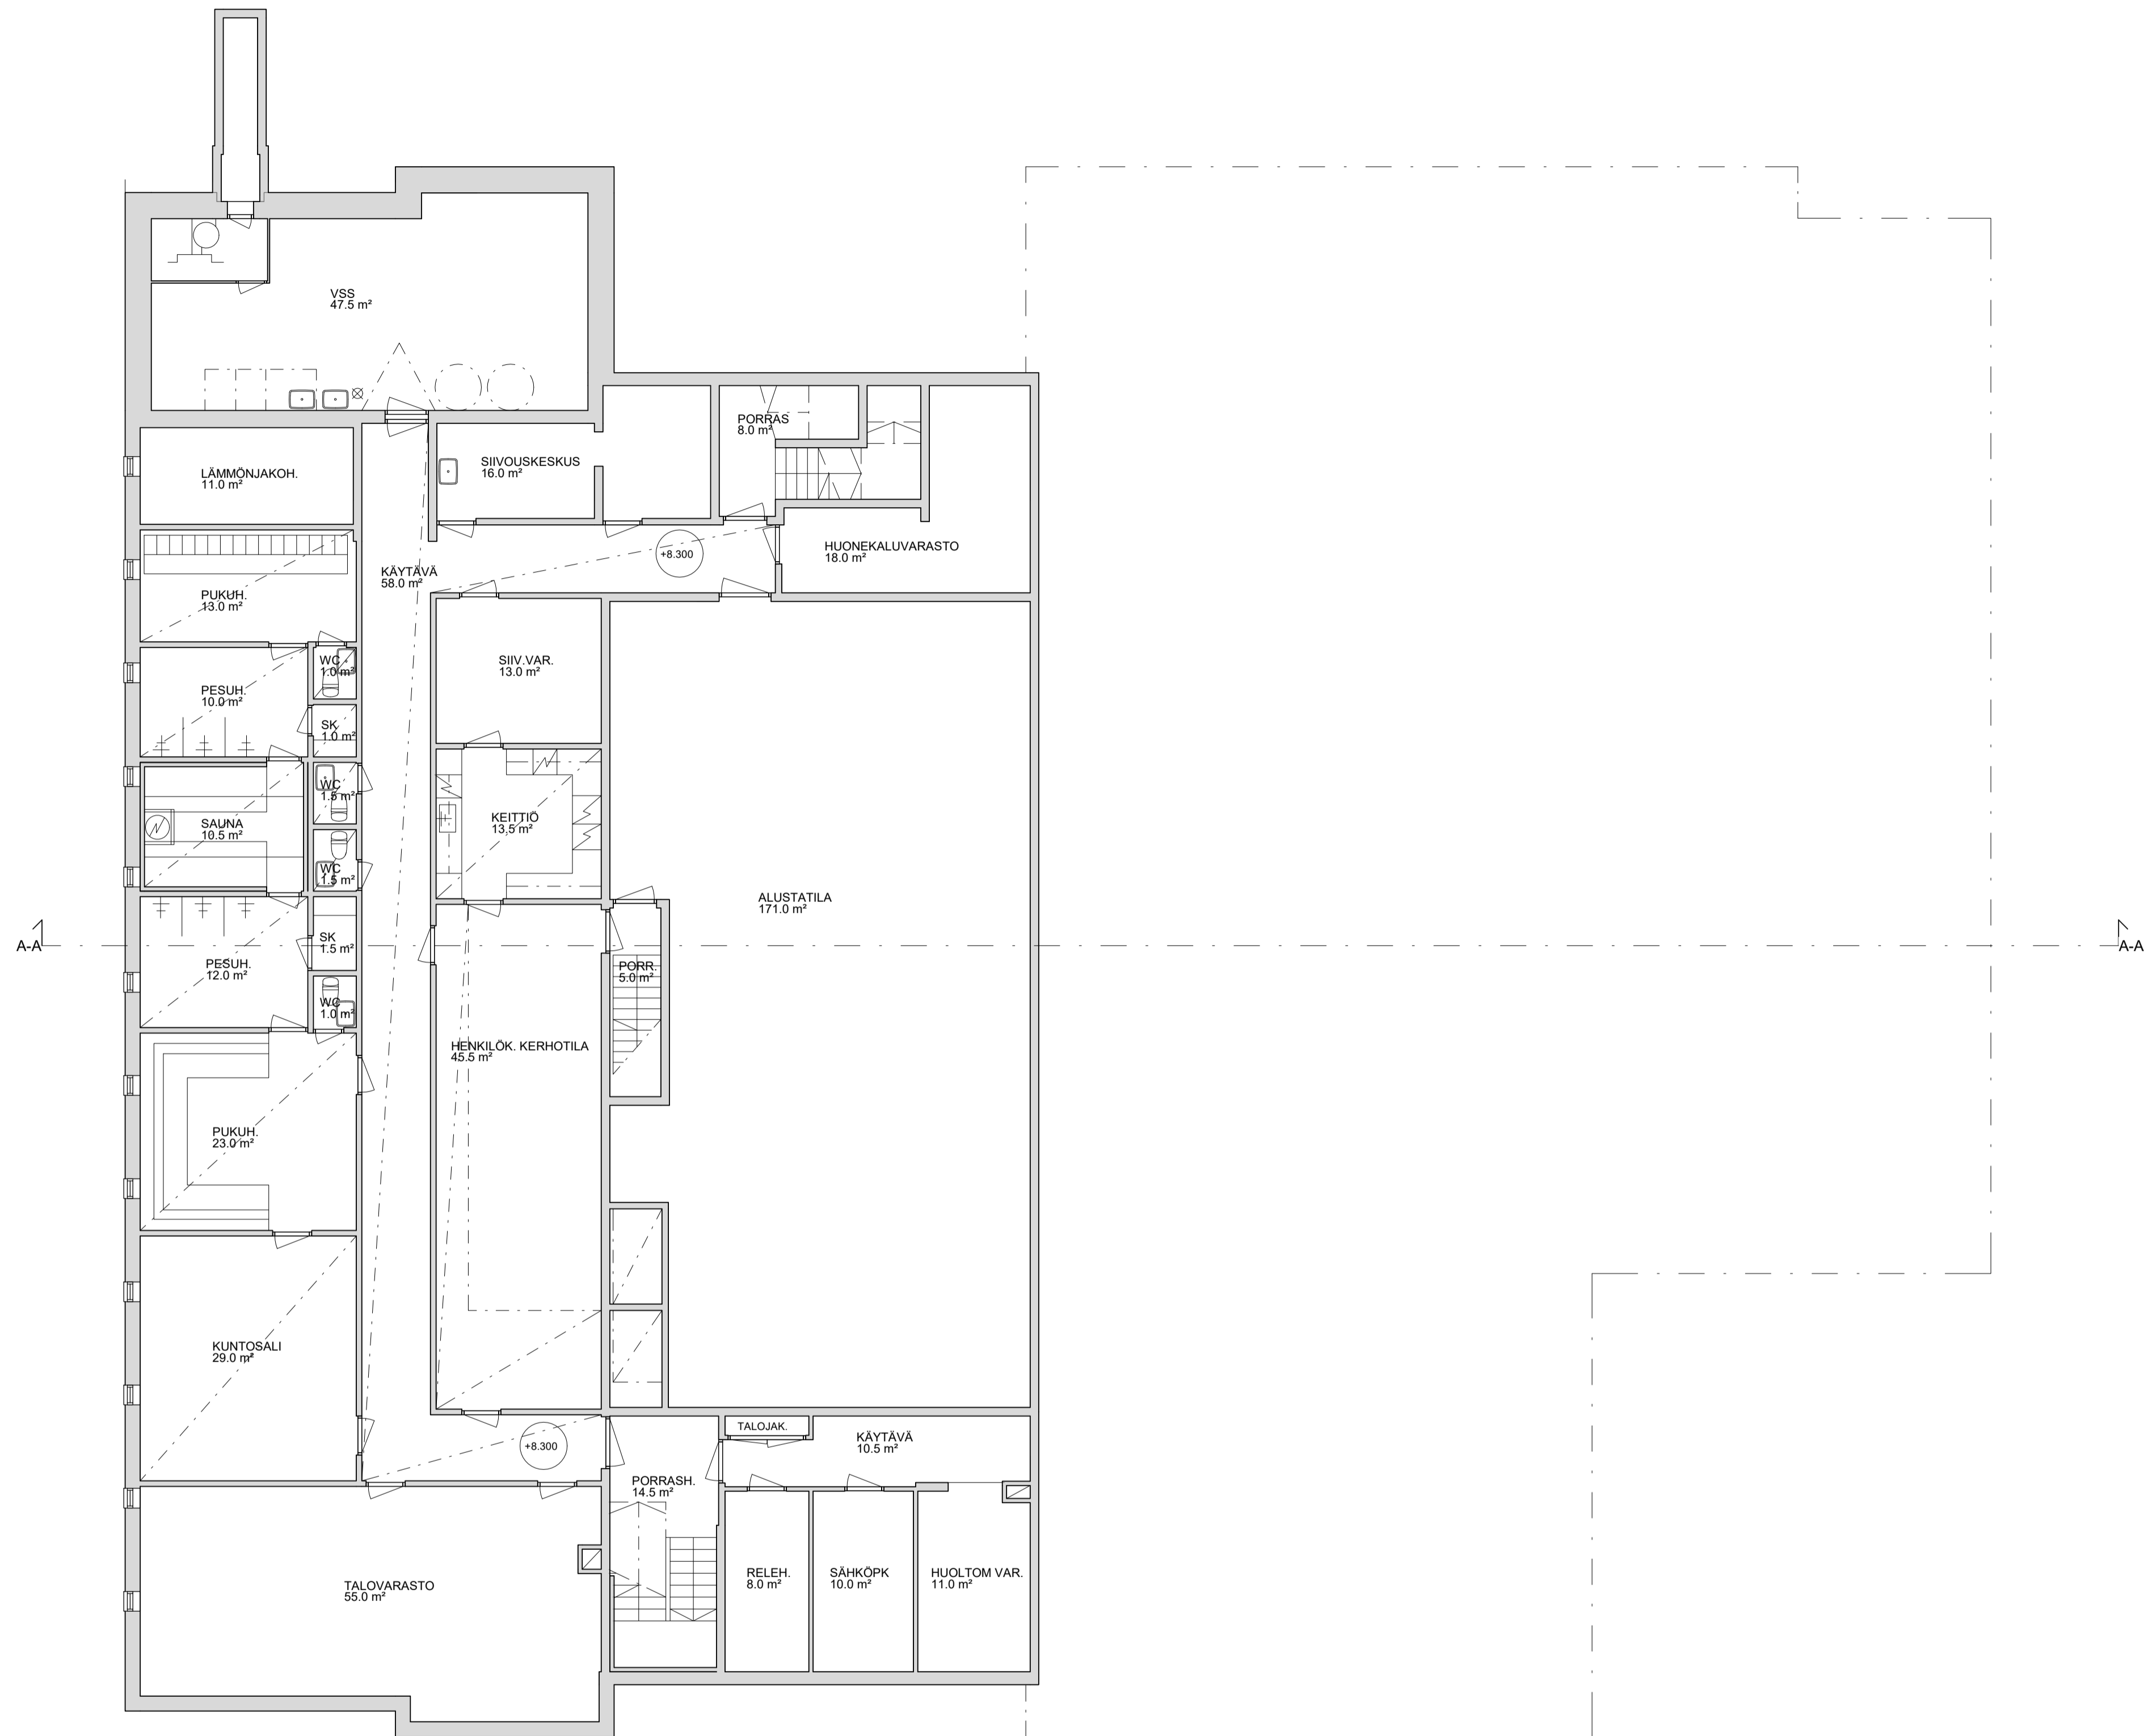 VSS
47.5 m²
PORRAS
8.0 m²
LÄMMÖNJAKOH.
11.0 m²
SIIVOUSKESKUS
16.0 m²
+8.300
HUONEKALUVARASTO
18.0 m²
KÄYTÄVÄ
58.0 m²
PUKUH.
13.0 m²
WC
1.0 m²
SIIV.VAR.
13.0 m²
PESUH.
10.0 m²
SK
1.0 m²
WC
1.5 m²
SAUNA
10.5 m²
KEITTIÖ
13,5 m²
WC
1.5 m²
ALUSTATILA
171.0 m²
A-A
A-A
SK
1.5 m²
PESUH.
12.0 m²
PORR.
5.0 m²
WC
1.0 m²
HENKILÖK. KERHOTILA
45.5 m²
PUKUH.
23.0 m²
KUNTOSALI
29.0 m²
TALOJAK.
KÄYTÄVÄ
10.5 m²
+8.300
PORRASH.
14.5 m²
TALOVARASTO
55.0 m²
RELEH.
8.0 m²
SÄHKÖPK
10.0 m²
HUOLTOM VAR.
11.0 m²